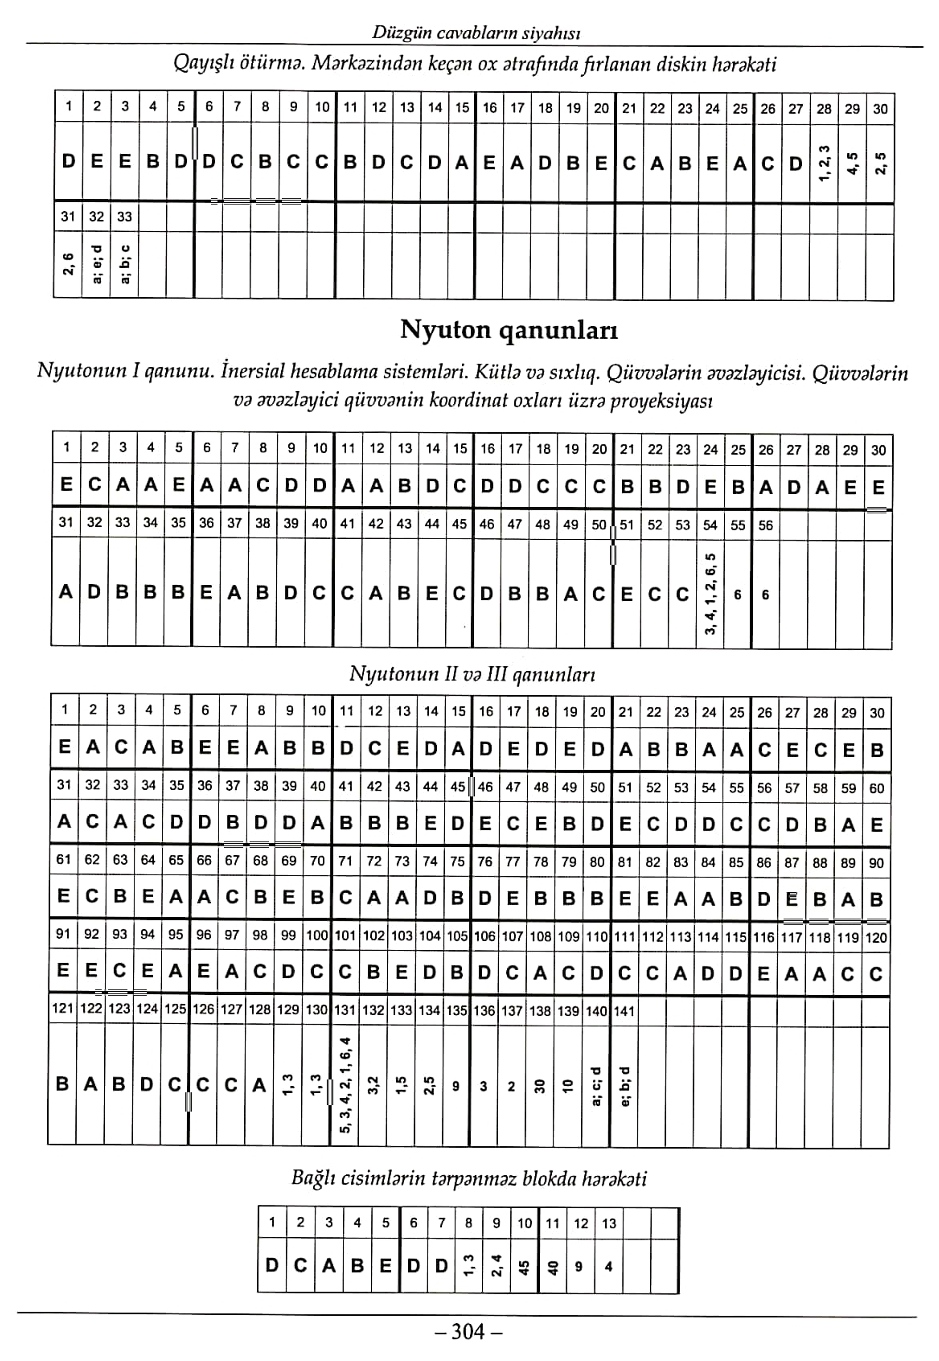 Düzgün cavabların siyahısı
Qayışlı ötürmə. Mərkəzindən keçən ox ətrafında fırlanan diskin hərəkəti
1 2 3 4 5 6 7 8 9 10 11 12 13 14 15 16 17 18 19 20 21 22 23 24 25 26 27 28 29 30
D E E B D D C B C C B D C D A E A D B E C A B E A C D 1, 2, 3 4, 5 2, 5
31 32 33
2, 6 a; e; d a; b; c
Nyuton qanunları
Nyutonun I qanunu. İnersial hesablama sistemləri. Kütlə və sıxlıq. Qüvvələrin əvəzləyicisi. Qüvvələrin
və əvəzləyici qüvvənin koordinat oxları üzrə proyeksiyası
1 2 3 4 5 6 7 8 9 10 11 12 13 14 15 16 17 18 19 20 21 22 23 24 25 26 27 28 29 30
E C A A E A A C D D A A B D C D D C C C B B D E B A D A E E
31 32 33 34 35 36 37 38 39 40 41 42 43 44 45 46 47 48 49 50 51 52 53 54 55 56
A D B B B E A B D C C A B E C D B B A C E C C 3, 4, 1, 2, 6, 5 6 6
Nyutonun II və III qanunları
1 2 3 4 5 6 7 8 9 10 11 12 13 14 15 16 17 18 19 20 21 22 23 24 25 26 27 28 29 30
E A C A B E E A B B D C E D A D E D E D A B B A A C E C E B
31 32 33 34 35 36 37 38 39 40 41 42 43 44 45 46 47 48 49 50 51 52 53 54 55 56 57 58 59 60
A C A C D D B D D A B B B E D E C E B D E C D D C C D B A E
61 62 63 64 65 66 67 68 69 70 71 72 73 74 75 76 77 78 79 80 81 82 83 84 85 86 87 88 89 90
E C B E A A C B E B C A A D B D E B B B E E A A B D E B A B
91 92 93 94 95 96 97 98 99 100 101 102 103 104 105 106 107 108 109 110 111 112 113 114 115 116 117 118 119 120
E E C E A E A C D C C B E D B D C A C D C C A D D E A A C C
121 122 123 124 125 126 127 128 129 130 131 132 133 134 135 136 137 138 139 140 141
B A B D C C C A 1, 3 1, 3 5, 3, 4, 2, 1, 6, 4 3,2 1,5 2,5 9 3 2 30 10 a; c; d e; b; d
Bağlı cisimlərin tərpənməz blokda hərəkəti
1 2 3 4 5 6 7 8 9 10 11 12 13
D C A B E D D 1, 3 2, 4 45 40 9 4
– 304 –